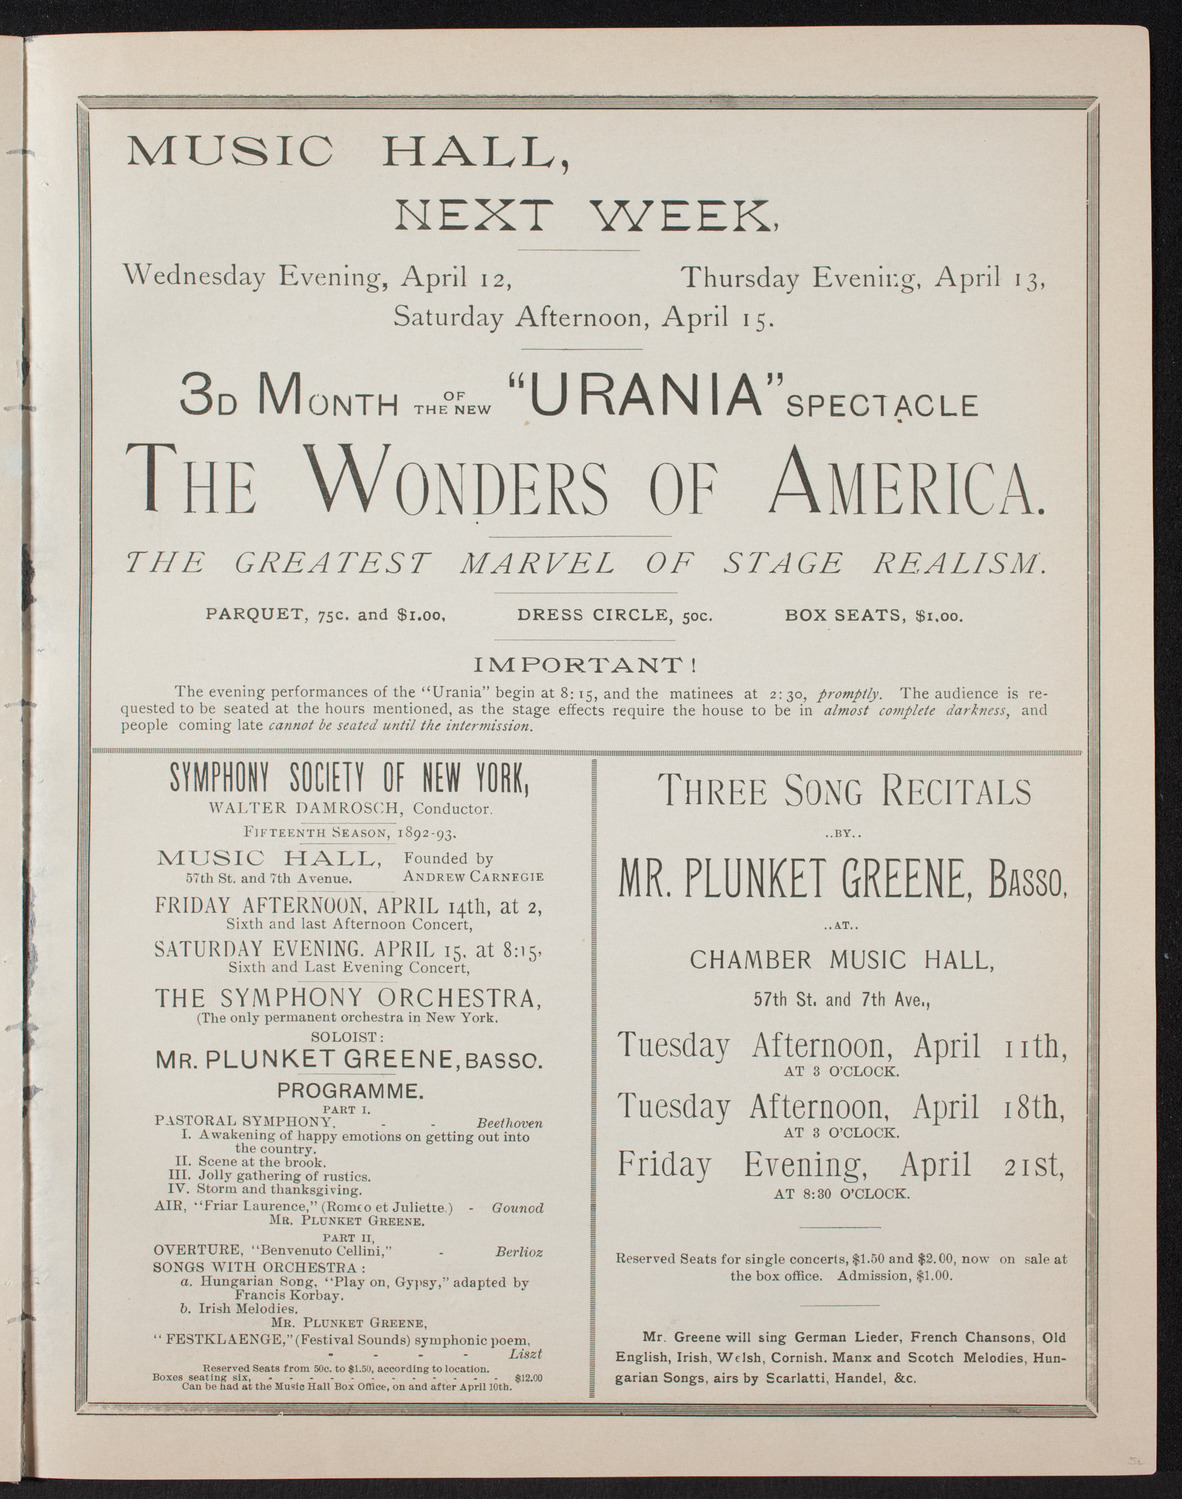 MUSIC HALL,
NEXT WEEK,
Wednesday Evening, April 12, Thursday Evening, April 13,
Saturday Afternoon, April 15.
3D MONTH OF THE NEW "URANIA" SPECTACLE
THE WONDERS OF AMERICA.
THE GREATEST MARVEL OF STAGE REALISM.
PARQUET, 75c. and $1.00, DRESS CIRCLE, 50c. BOX SEATS, $1.00.
IMPORTANT!
The evening performances of the "Urania" begin at 8:15, and the matinees at 2:30, promptly. The audience is re-
quested to be seated at the hours mentioned, as the stage effects require the house to be in almost complete darkness, and
people coming late cannot be seated until the intermission.
SYMPHONY SOCIETY OF NEW YORK,
WALTER DAMROSCH, Conductor.
FIFTEENTH SEASON, 1892-93.
MUSIC HALL, Founded by
57th St. and 7th Avenue. ANDREW CARNEGIE
FRIDAY AFTERNOON, APRIL 14th, at 2,
Sixth and last Afternoon Concert,
SATURDAY EVENING. APRIL 15, at 8:15,
Sixth and Last Evening Concert,
THE SYMPHONY ORCHESTRA,
(The only permanent orchestra in New York.
SOLOIST:
MR. PLUNKET GREENE, BASSO.
PROGRAMME.
PART I.
PASTORAL SYMPHONY, - - Beethoven
I. Awakening of happy emotions on getting out into
the country.
II. Scene at the brook.
III. Jolly gathering of rustics.
IV. Storm and thanksgiving.
AIR, "Friar Laurence," (Romeo et Juliette.) - Gounod
MR. PLUNKET GREENE.
PART II,
OVERTURE, "Benvenuto Cellini," - Berlioz
SONGS WITH ORCHESTRA:
a. Hungarian Song, "Play on, Gypsy," adapted by
Francis Korbay.
b. Irish Melodies.
MR. PLUNKET GREENE,
"FESTKLAENGE," (Festival Sounds) symphonic poem,
- - - - Liszt
Reserved Seats from 50c. to $1.50, according to location.
Boxes seating six, - - - - - - - - - - - - $12.00
Can be had at the Music Hall Box Office, on and after April 10th.
THREE SONG RECITALS
..BY..
MR. PLUNKET GREENE, BASSO,
..AT..
CHAMBER MUSIC HALL,
57th St. and 7th Ave.,
Tuesday Afternoon, April 11th,
AT 3 O'CLOCK.
Tuesday Afternoon, April 18th,
AT 3 O'CLOCK.
Friday Evening, April 21st,
AT 8:30 O'CLOCK.
Reserved Seats for single concerts, $1.50 and $2.00, now on sale at
the box office. Admission, $1.00.
Mr. Greene will sing German Lieder, French Chansons, Old
English, Irish, Welsh, Cornish, Manx and Scotch Melodies, Hun-
garian Songs, airs by Scarlatti, Handel, &c.